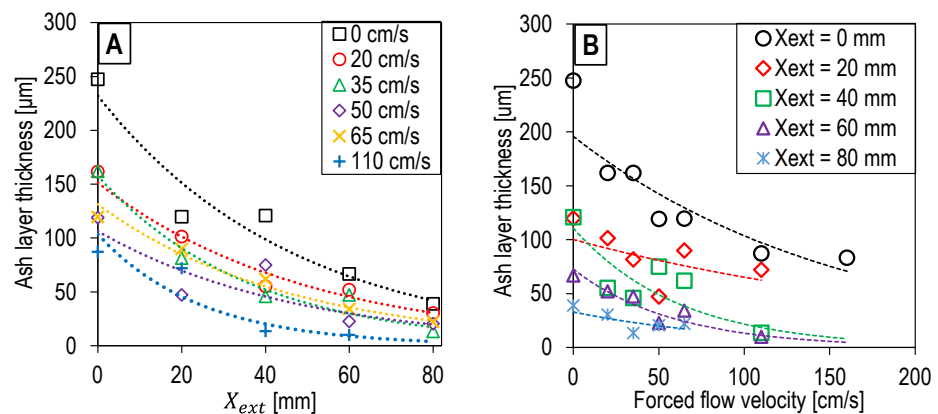 A
0 cm/s
20 cm/s
35 cm/s
50 cm/s
65 cm/s
110 cm/s
Ash layer thickness [µm]
300
250
200
150
100
50
0
0 20 40 60 80
X_ext [mm]
B
Xext = 0 mm
Xext = 20 mm
Xext = 40 mm
Xext = 60 mm
Xext = 80 mm
Ash layer thickness [µm]
300
250
200
150
100
50
0
0 50 100 150 200
Forced flow velocity [cm/s]